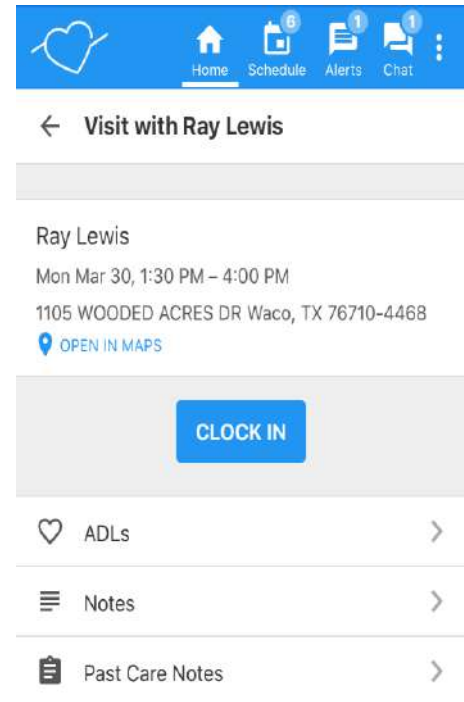 6 1 1
Home Schedule Alerts Chat
Visit with Ray Lewis
Ray Lewis
Mon Mar 30, 1:30 PM – 4:00 PM
1105 WOODED ACRES DR Waco, TX 76710-4468
OPEN IN MAPS
CLOCK IN
ADLs
Notes
Past Care Notes